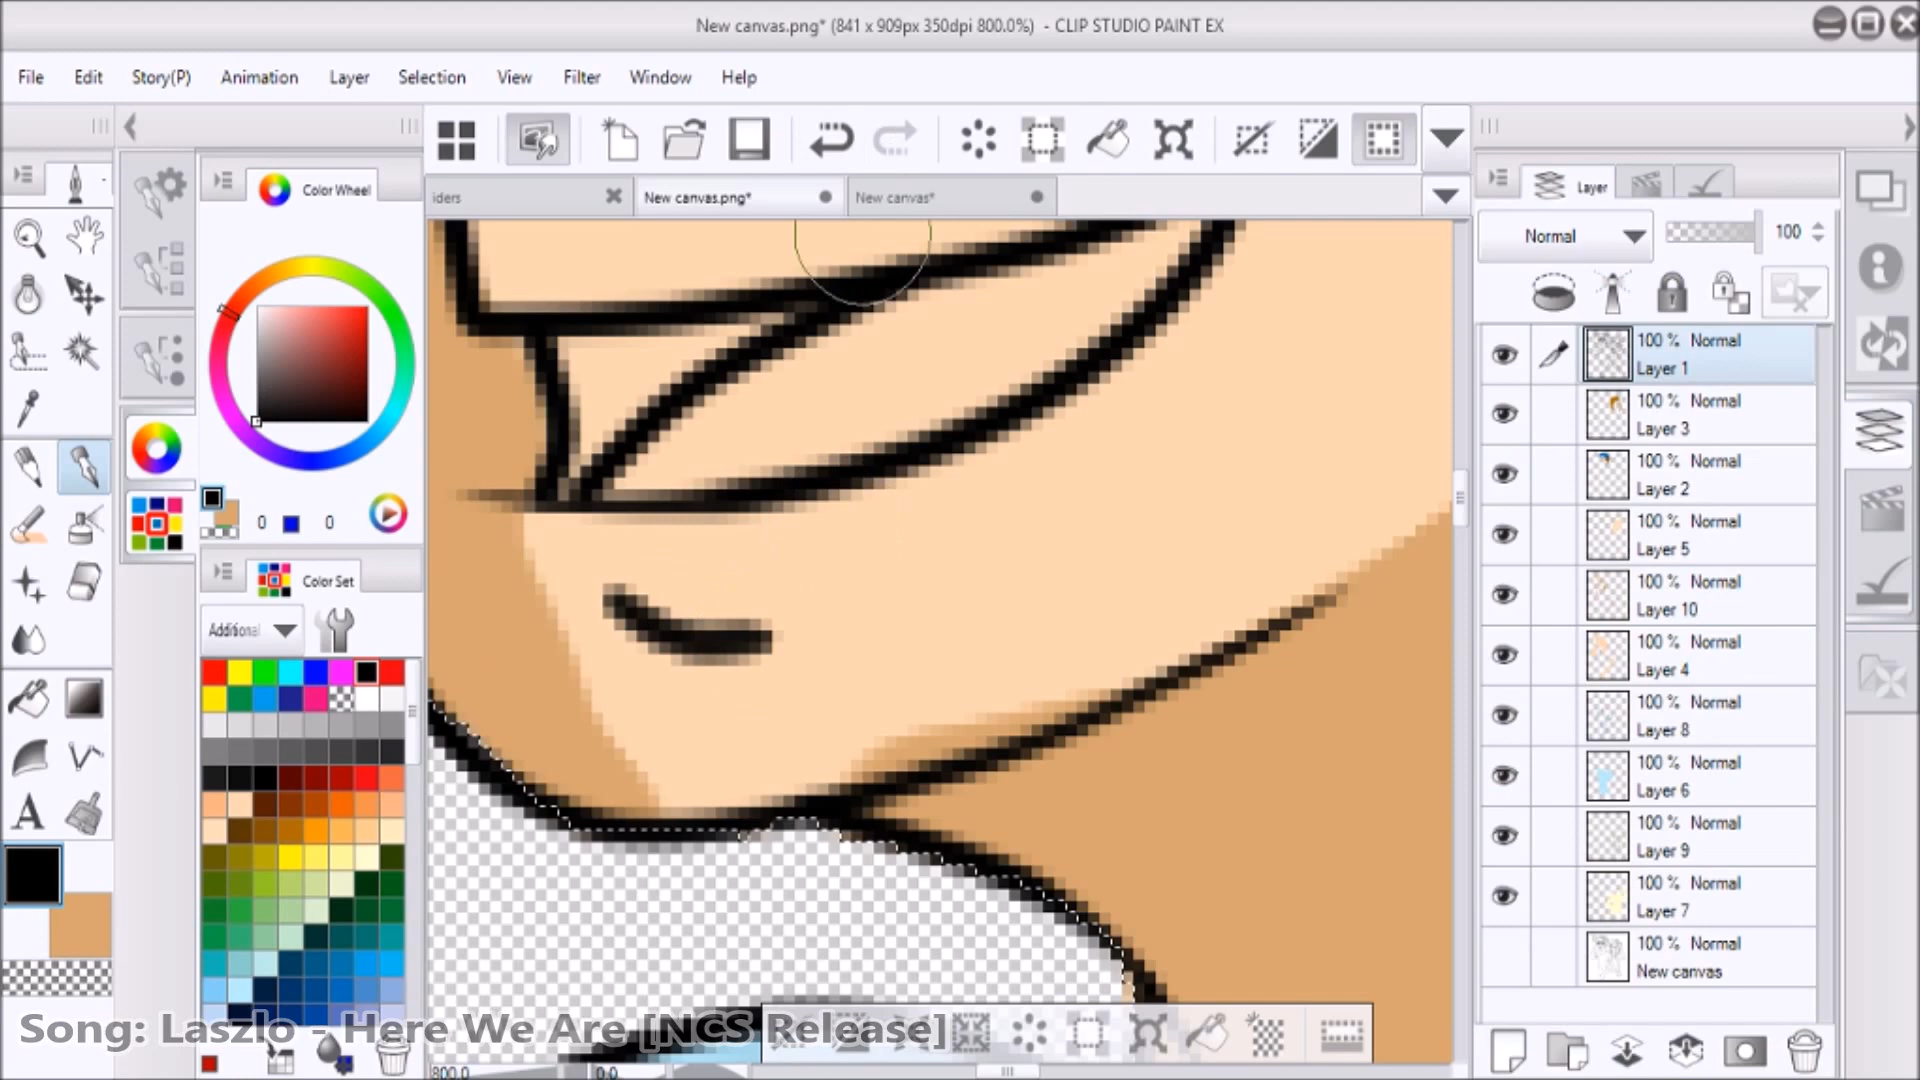 New canvas.png* (841 x 909px 350dpi 800.0%) - CLIP STUDIO PAINT EX
File Edit Story(P) Animation Layer Selection View Filter Window Help
Color Wheel
iders
New canvas.png*
New canvas*
Layer
Normal
100
100 % Normal
Layer 1
100 % Normal
Layer 3
100 % Normal
Layer 2
100 % Normal
Layer 5
100 % Normal
Layer 10
100 % Normal
Layer 4
100 % Normal
Layer 8
100 % Normal
Layer 6
100 % Normal
Layer 9
100 % Normal
Layer 7
100 % Normal
New canvas
0 0
Color Set
Additional
A
Song: Laszlo - Here We Are [NCS Release]
800.0 0.0